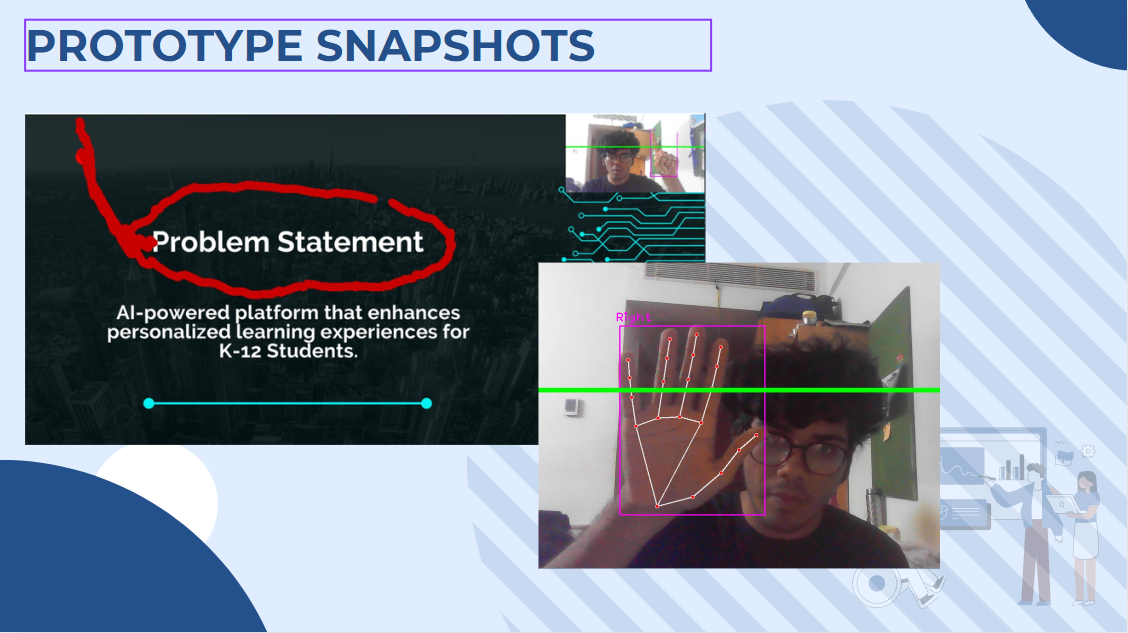 PROTOTYPE SNAPSHOTS
Problem Statement
AI-powered platform that enhances
personalized learning experiences for
K-12 Students.
Right